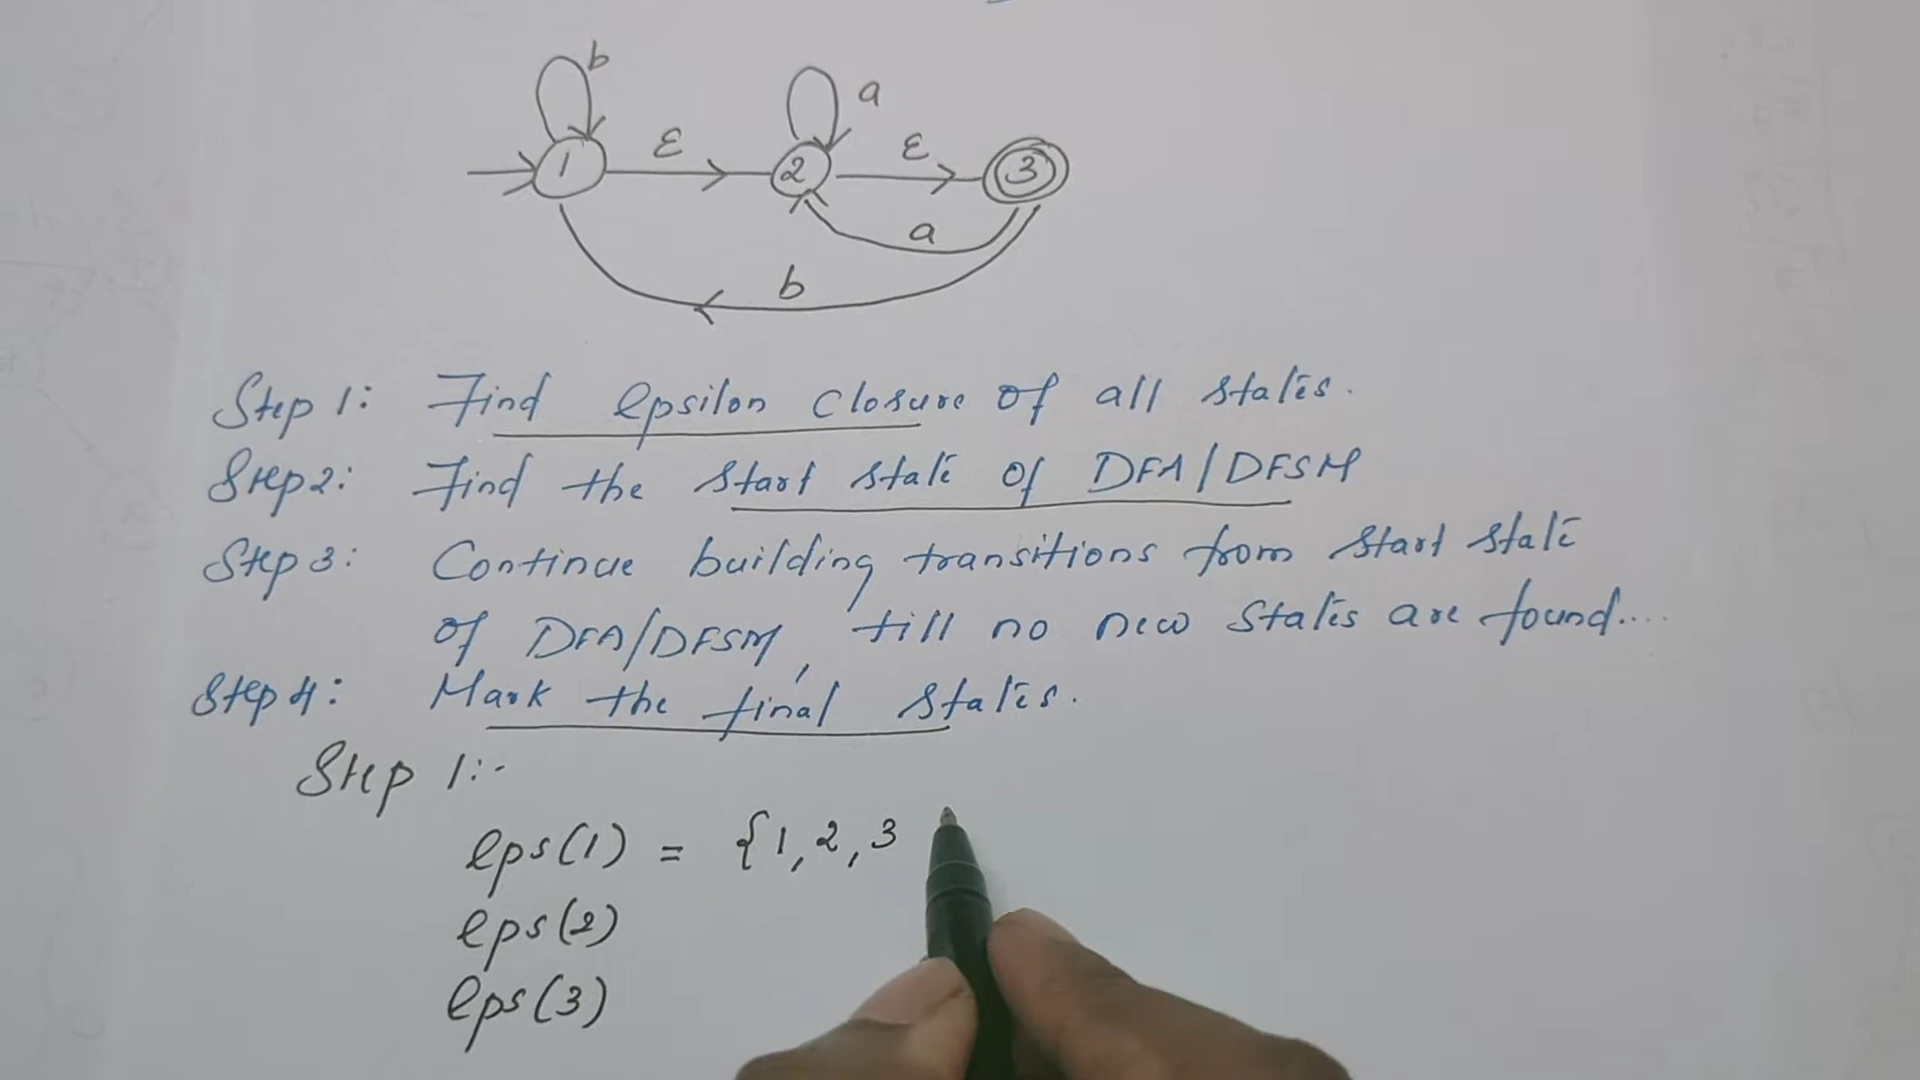 b
a
ε
ε
1
2
3
a
b
Step 1: Find epsilon closure of all states.
Step 2: Find the start state of DFA/DFSM
Step 3: Continue building transitions from start state
of DFA/DFSM, till no new states are found....
Step 4: Mark the final states.
Step 1:-
eps(1) = {1, 2, 3
eps(2)
eps(3)